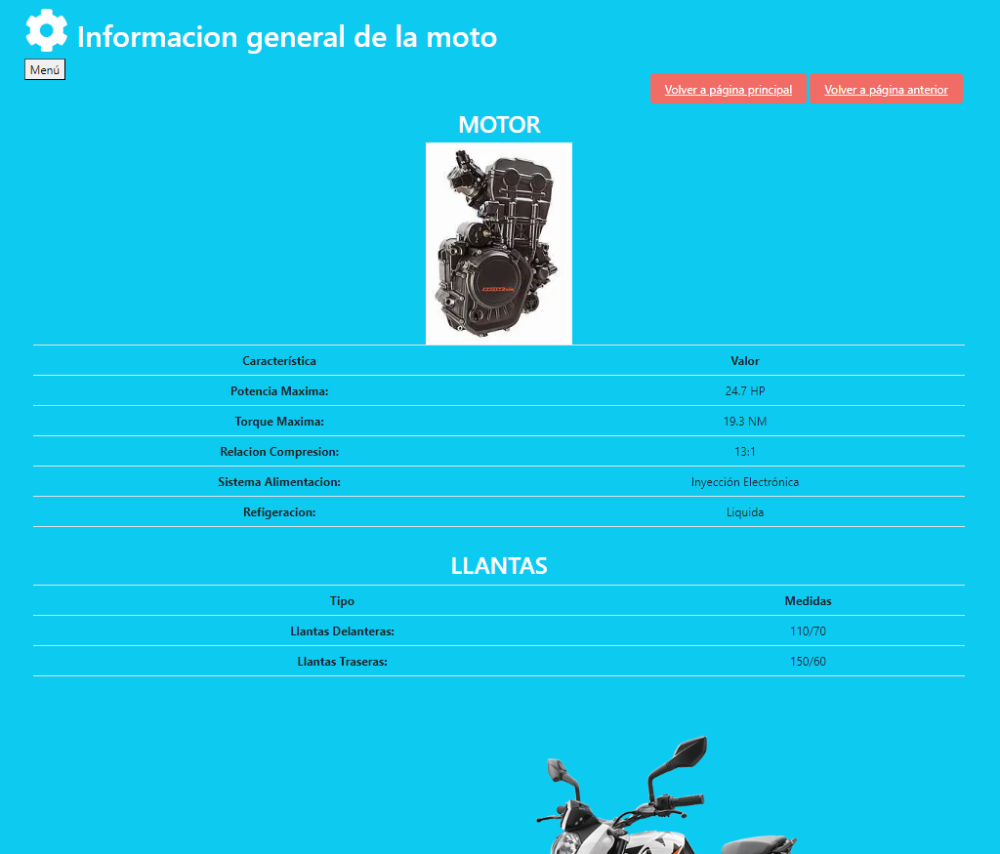 Informacion general de la moto
Menú
Volver a página principal Volver a página anterior
MOTOR
Característica Valor
Potencia Maxima: 24.7 HP
Torque Maxima: 19.3 NM
Relacion Compresion: 13:1
Sistema Alimentacion: Inyección Electrónica
Refigeracion: Liquida
LLANTAS
Tipo Medidas
Llantas Delanteras: 110/70
Llantas Traseras: 150/60